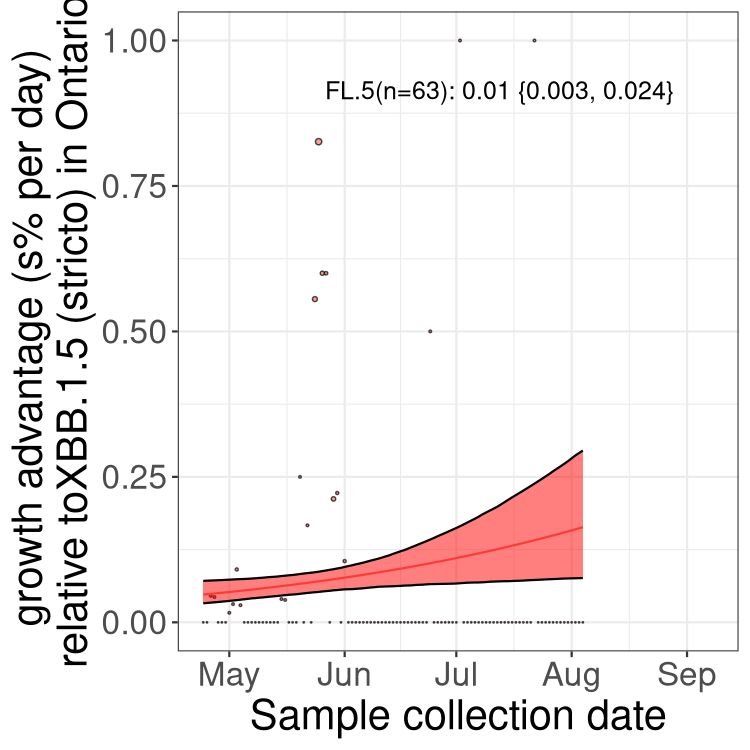 growth advantage (s% per day)
relative toXBB.1.5 (stricto) in Ontario
1.00
0.75
0.50
0.25
0.00
FL.5(n=63): 0.01 {0.003, 0.024}
May Jun Jul Aug Sep
Sample collection date